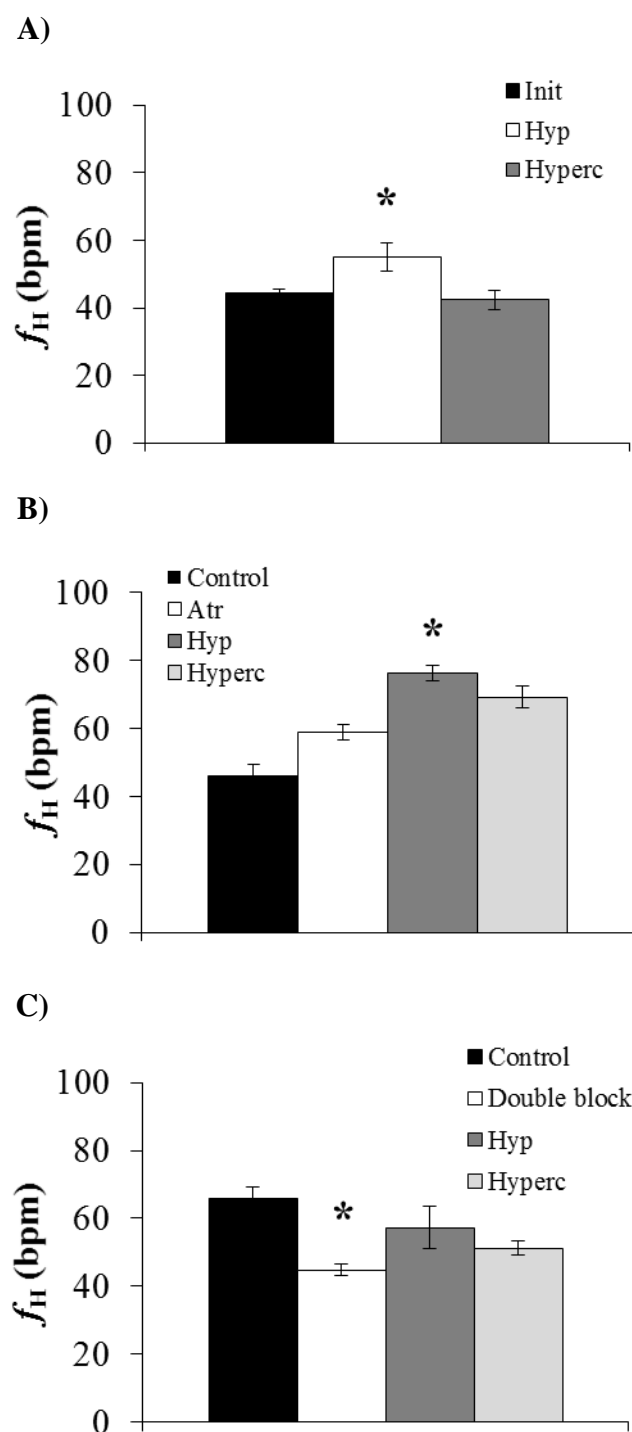 A)
100
80
60
40
20
0
fH (bpm)
Init
Hyp
Hyperc
*
B)
100
80
60
40
20
0
fH (bpm)
Control
Atr
Hyp
Hyperc
*
C)
100
80
60
40
20
0
fH (bpm)
Control
Double block
Hyp
Hyperc
*